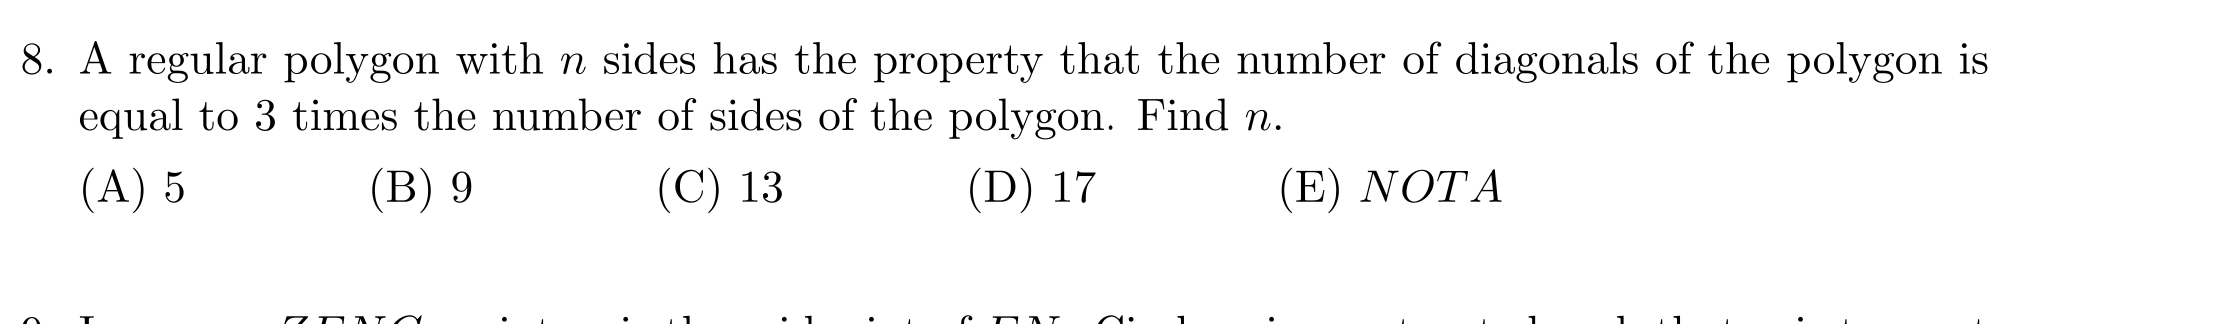 8. A regular polygon with n sides has the property that the number of diagonals of the polygon is
equal to 3 times the number of sides of the polygon. Find n.
(A) 5 (B) 9 (C) 13 (D) 17 (E) NOTA